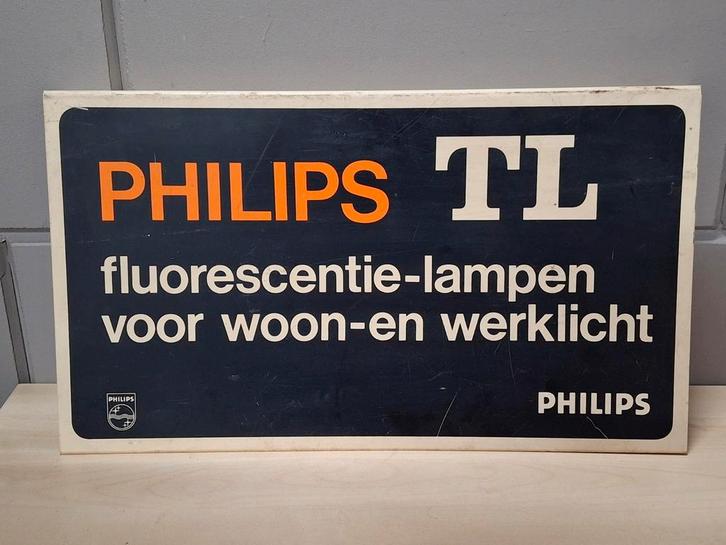 PHILIPS TL
fluorescentie-lampen
voor woon-en werklicht
PHILIPS
PHILIPS